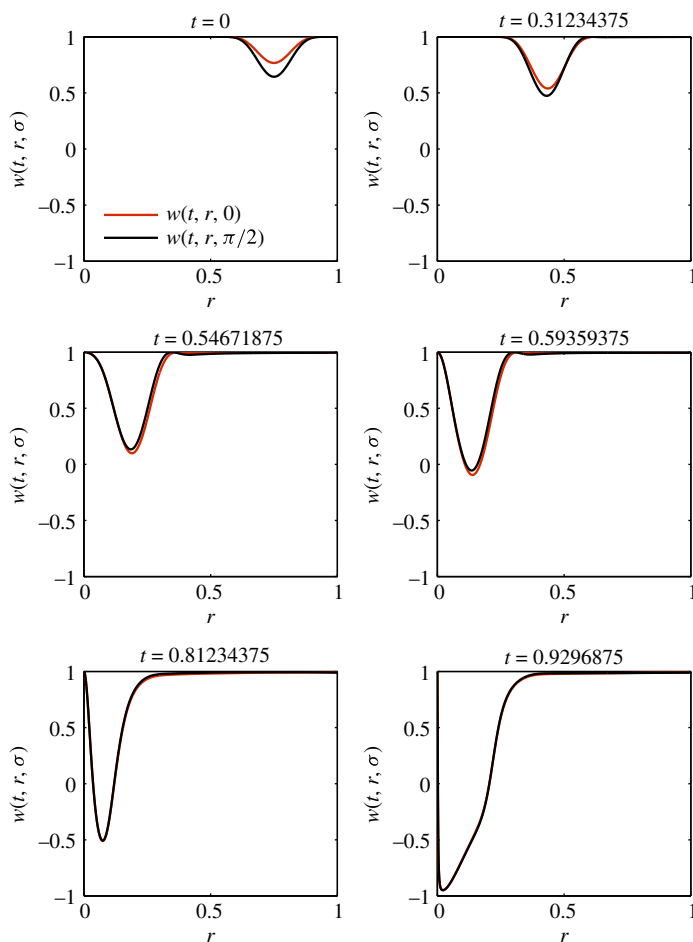 t = 0
1
0.5
0
−0.5
−1
w(t, r, σ)
w(t, r, 0)
w(t, r, π/2)
0 0.5 1
r
t = 0.31234375
1
0.5
0
−0.5
−1
w(t, r, σ)
0 0.5 1
r
t = 0.54671875
1
0.5
0
−0.5
−1
w(t, r, σ)
0 0.5 1
r
t = 0.59359375
1
0.5
0
−0.5
−1
w(t, r, σ)
0 0.5 1
r
t = 0.81234375
1
0.5
0
−0.5
−1
w(t, r, σ)
0 0.5 1
r
t = 0.9296875
1
0.5
0
−0.5
−1
w(t, r, σ)
0 0.5 1
r